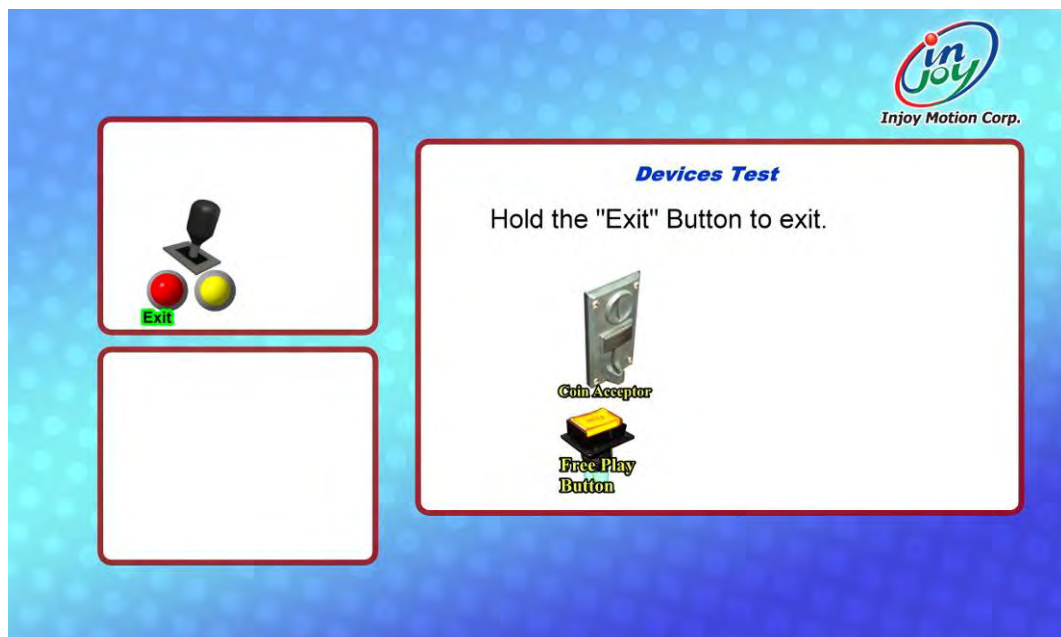 in
joy
Injoy Motion Corp.
Devices Test
Hold the "Exit" Button to exit.
Exit
Coin Acceptor
Free Play
Button